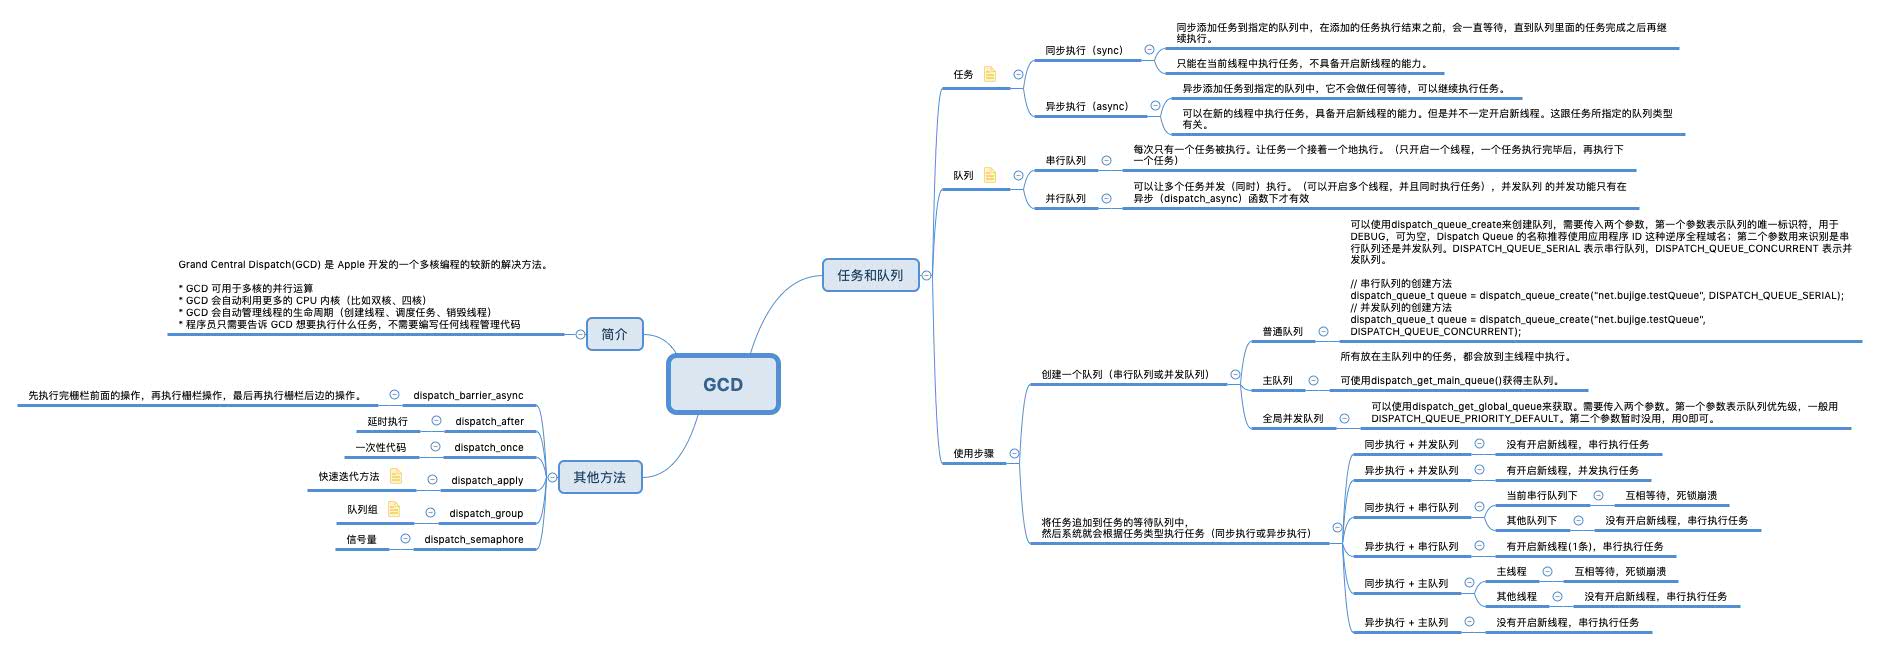 GCD
简介
Grand Central Dispatch(GCD) 是 Apple 开发的一个多核编程的较新的解决方法。
* GCD 可用于多核的并行运算
* GCD 会自动利用更多的 CPU 内核（比如双核、四核）
* GCD 会自动管理线程的生命周期（创建线程、调度任务、销毁线程）
* 程序员只需要告诉 GCD 想要执行什么任务，不需要编写任何线程管理代码
其他方法
dispatch_barrier_async
先执行完栅栏前面的操作，再执行栅栏操作，最后再执行栅栏后边的操作。
dispatch_after
延时执行
dispatch_once
一次性代码
dispatch_apply
快速迭代方法
dispatch_group
队列组
dispatch_semaphore
信号量
任务和队列
任务
同步执行（sync）
同步添加任务到指定的队列中，在添加的任务执行结束之前，会一直等待，直到队列里面的任务完成之后再继
续执行。
只能在当前线程中执行任务，不具备开启新线程的能力。
异步执行（async）
异步添加任务到指定的队列中，它不会做任何等待，可以继续执行任务。
可以在新的线程中执行任务，具备开启新线程的能力。但是并不一定开启新线程。这跟任务所指定的队列类型
有关。
队列
串行队列
每次只有一个任务被执行。让任务一个接着一个地执行。（只开启一个线程，一个任务执行完毕后，再执行下
一个任务）
并行队列
可以让多个任务并发（同时）执行。（可以开启多个线程，并且同时执行任务），并发队列 的并发功能只有在
异步（dispatch_async）函数下才有效
使用步骤
创建一个队列（串行队列或并发队列）
普通队列
可以使用dispatch_queue_create来创建队列，需要传入两个参数，第一个参数表示队列的唯一标识符，用于
DEBUG，可为空，Dispatch Queue 的名称推荐使用应用程序 ID 这种逆序全程域名；第二个参数用来识别是串
行队列还是并发队列。DISPATCH_QUEUE_SERIAL 表示串行队列，DISPATCH_QUEUE_CONCURRENT 表示并
发队列。
// 串行队列的创建方法
dispatch_queue_t queue = dispatch_queue_create("net.bujige.testQueue", DISPATCH_QUEUE_SERIAL);
// 并发队列的创建方法
dispatch_queue_t queue = dispatch_queue_create("net.bujige.testQueue",
DISPATCH_QUEUE_CONCURRENT);
主队列
所有放在主队列中的任务，都会放到主线程中执行。
可使用dispatch_get_main_queue()获得主队列。
全局并发队列
可以使用dispatch_get_global_queue来获取。需要传入两个参数。第一个参数表示队列优先级，一般用
DISPATCH_QUEUE_PRIORITY_DEFAULT。第二个参数暂时没用，用0即可。
将任务追加到任务的等待队列中，
然后系统就会根据任务类型执行任务（同步执行或异步执行）
同步执行 + 并发队列
没有开启新线程，串行执行任务
异步执行 + 并发队列
有开启新线程，并发执行任务
同步执行 + 串行队列
当前串行队列下
互相等待，死锁崩溃
其他队列下
没有开启新线程，串行执行任务
异步执行 + 串行队列
有开启新线程(1条)，串行执行任务
同步执行 + 主队列
主线程
互相等待，死锁崩溃
其他线程
没有开启新线程，串行执行任务
异步执行 + 主队列
没有开启新线程，串行执行任务